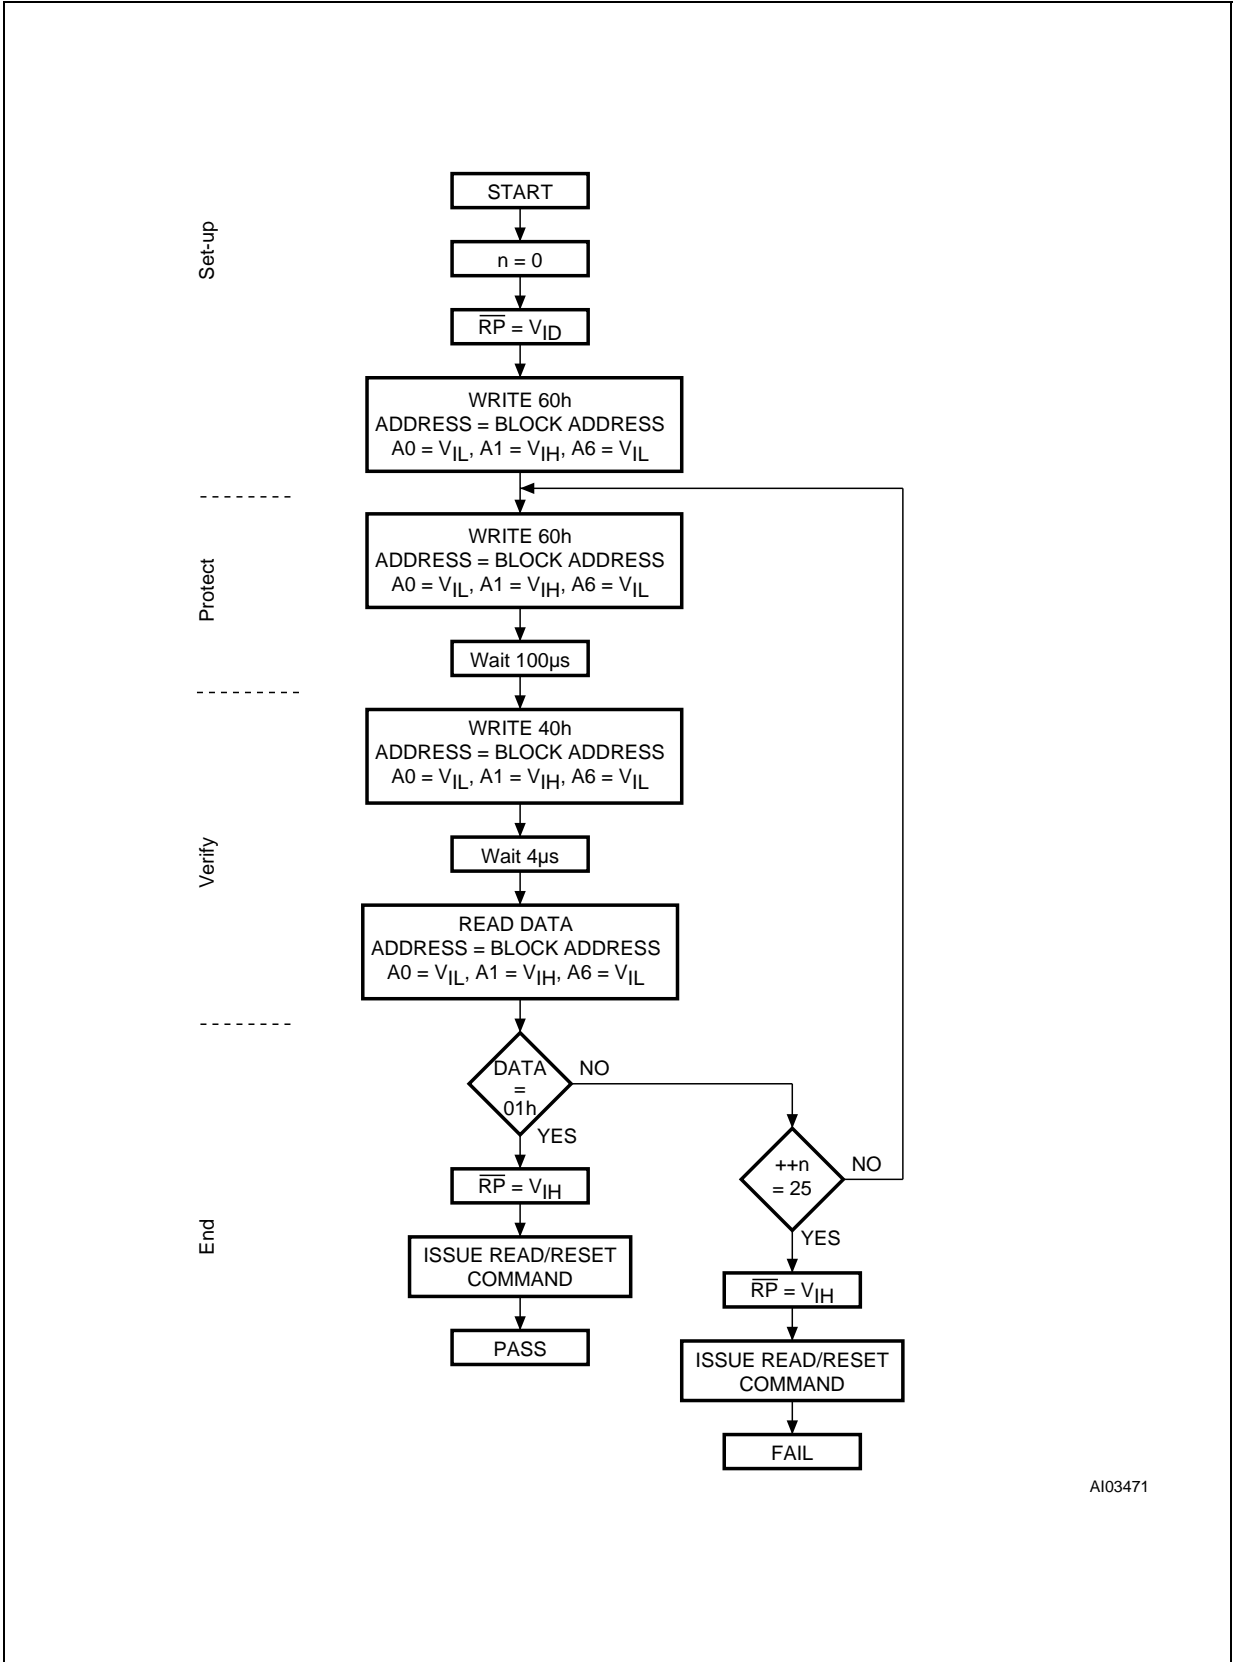 Set-up
START
n = 0
R̅P̅ = VID
WRITE 60h
ADDRESS = BLOCK ADDRESS
A0 = VIL, A1 = VIH, A6 = VIL
Protect
WRITE 60h
ADDRESS = BLOCK ADDRESS
A0 = VIL, A1 = VIH, A6 = VIL
Wait 100µs
Verify
WRITE 40h
ADDRESS = BLOCK ADDRESS
A0 = VIL, A1 = VIH, A6 = VIL
Wait 4µs
READ DATA
ADDRESS = BLOCK ADDRESS
A0 = VIL, A1 = VIH, A6 = VIL
End
DATA
=
01h
NO
YES
R̅P̅ = VIH
ISSUE READ/RESET
COMMAND
PASS
++n
= 25
NO
YES
R̅P̅ = VIH
ISSUE READ/RESET
COMMAND
FAIL
AI03471